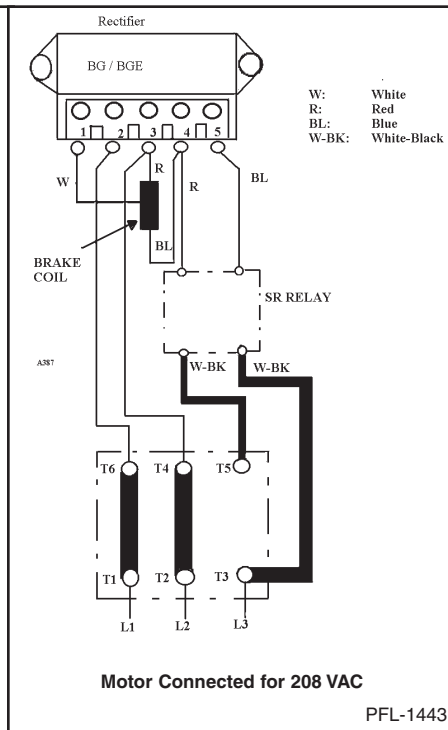 Rectifier
BG / BGE
1 2 3 4 5
W: White
R: Red
BL: Blue
W-BK: White-Black
W
R
R
BL
BL
BRAKE
COIL
SR RELAY
A387
W-BK
W-BK
T6
T4
T5
T1
T2
T3
L1
L2
L3
Motor Connected for 208 VAC
PFL-1443